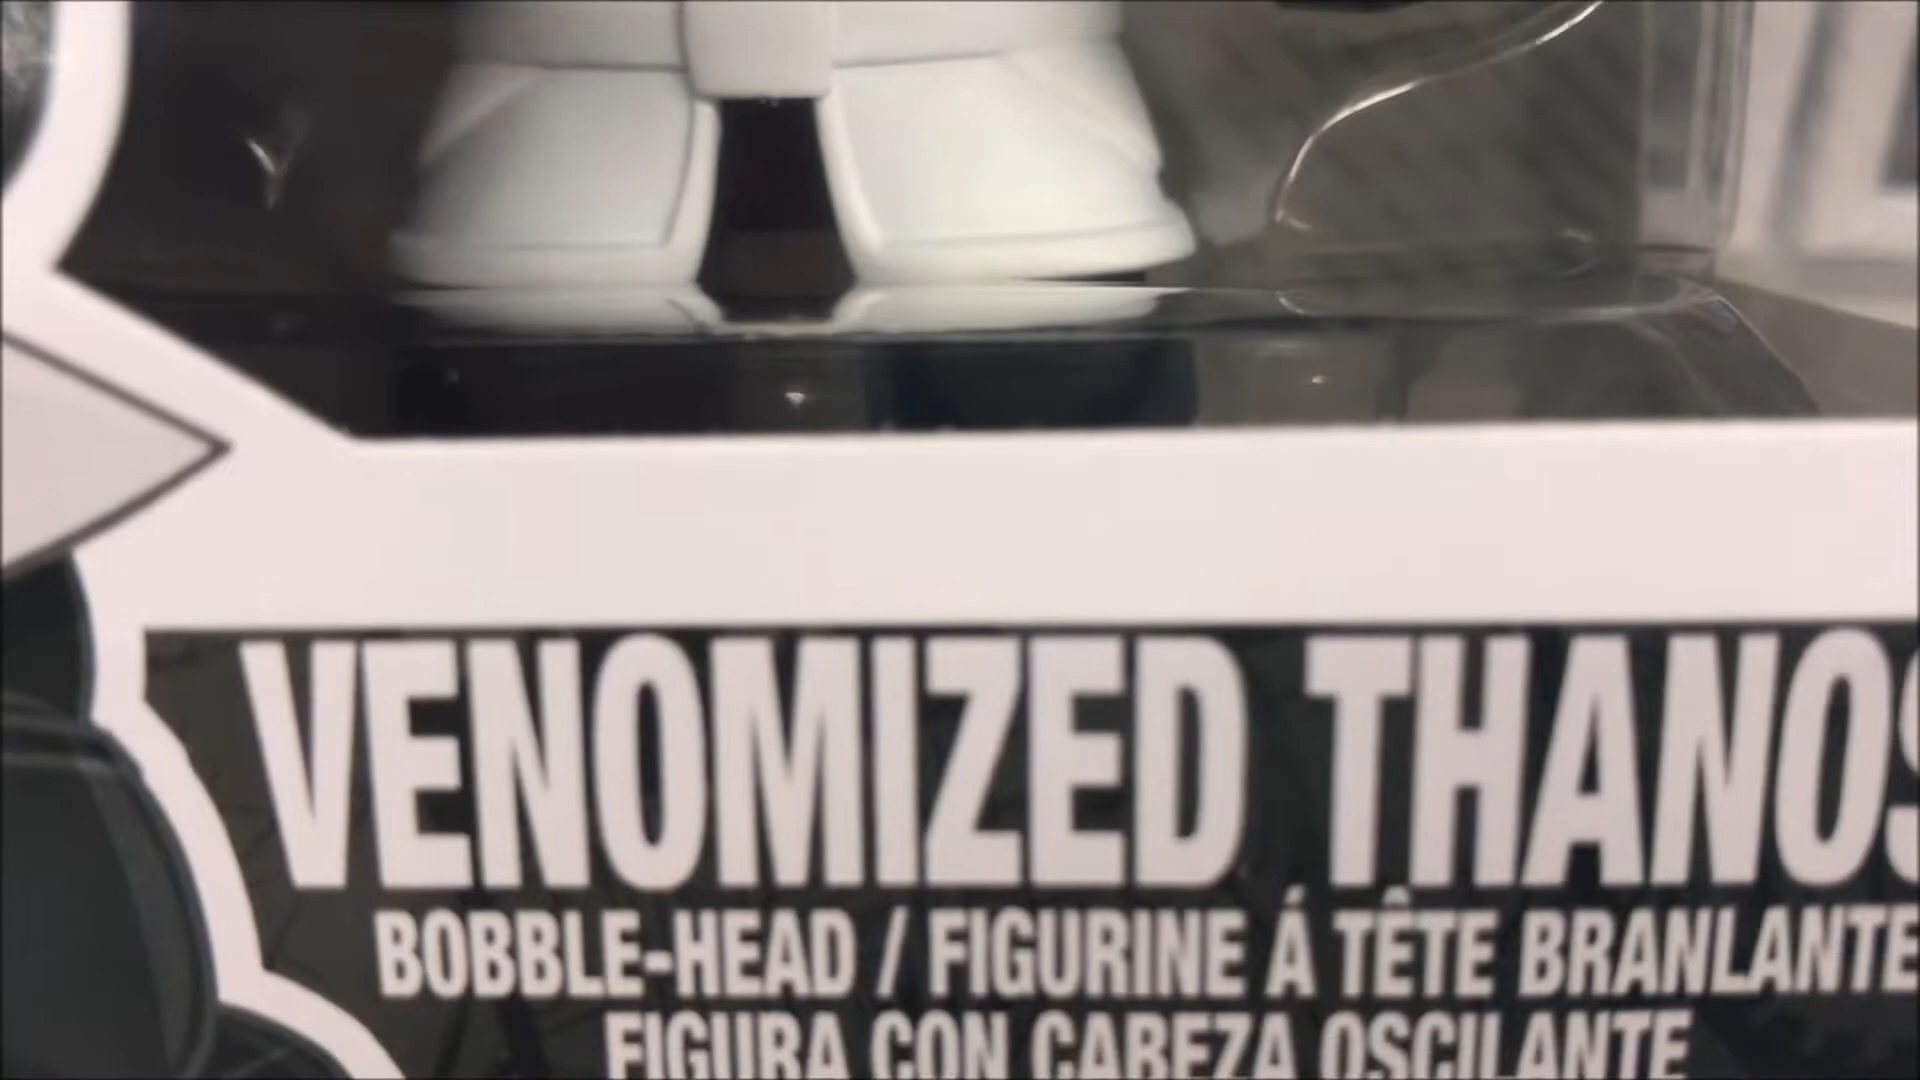 VENOMIZED THANOS
BOBBLE-HEAD / FIGURINE Á TÊTE BRANLANTE
FIGURA CON CABEZA OSCILANTE